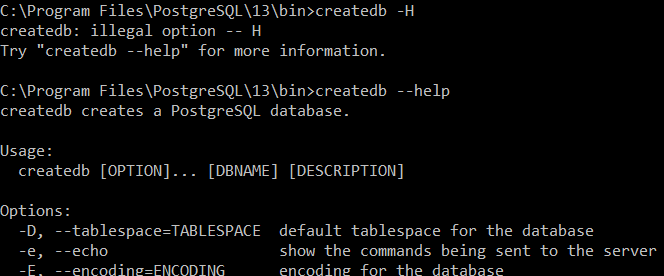 C:\Program Files\PostgreSQL\13\bin>createdb -H
createdb: illegal option -- H
Try "createdb --help" for more information.
C:\Program Files\PostgreSQL\13\bin>createdb --help
createdb creates a PostgreSQL database.
Usage:
  createdb [OPTION]... [DBNAME] [DESCRIPTION]
Options:
  -D, --tablespace=TABLESPACE  default tablespace for the database
  -e, --echo                   show the commands being sent to the server
  -E, --encoding=ENCODING      encoding for the database